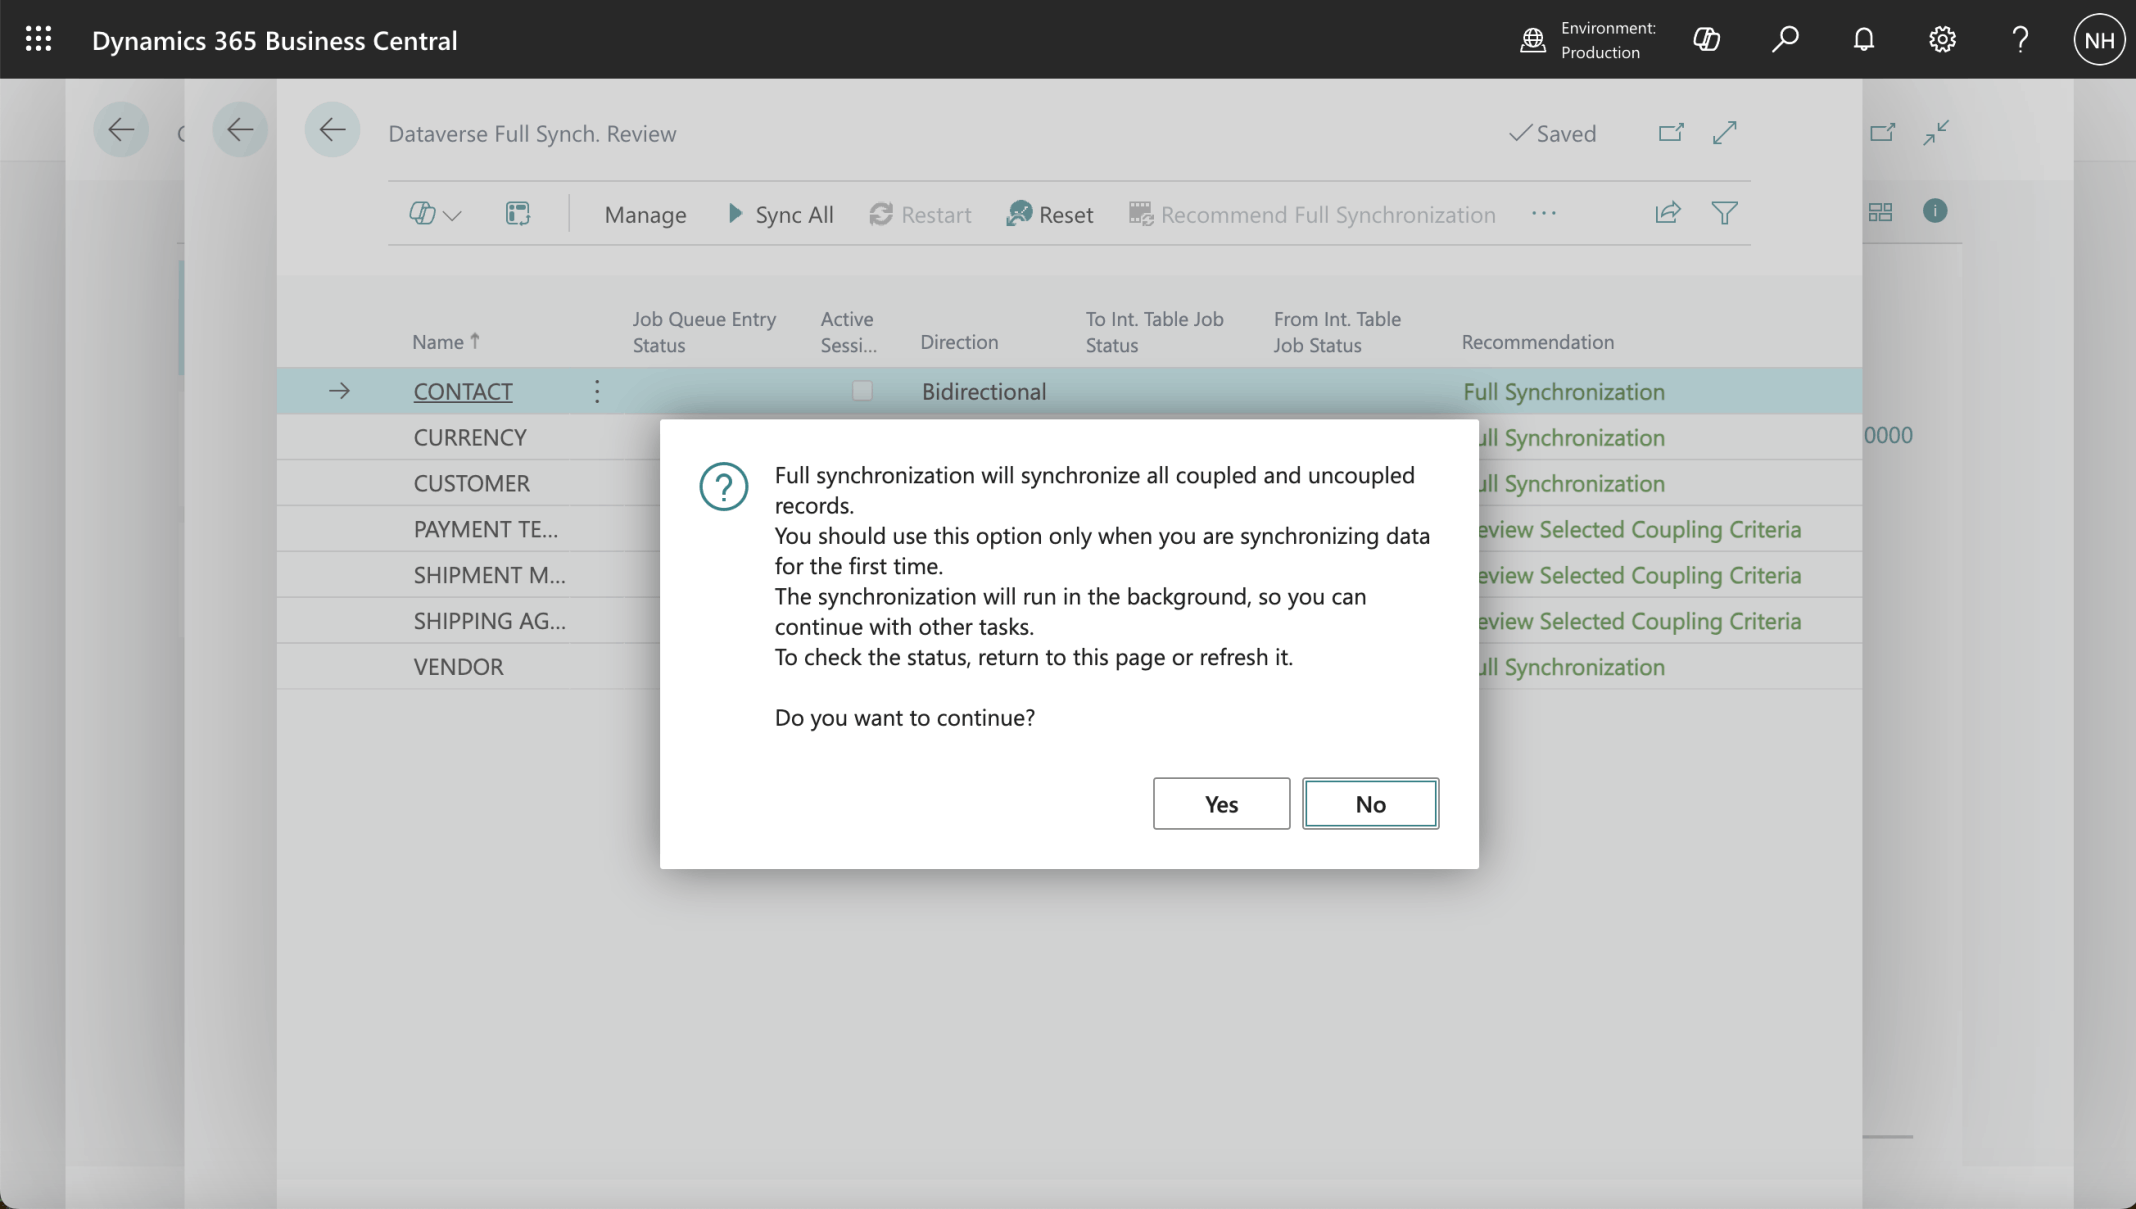 Dynamics 365 Business Central
Environment:
Production
NH
Dataverse Full Synch. Review
Saved
Manage
Sync All
Restart
Reset
Recommend Full Synchronization
Name
Job Queue Entry
Status
Active
Sessi...
Direction
To Int. Table Job
Status
From Int. Table
Job Status
Recommendation
CONTACT
Bidirectional
Full Synchronization
CURRENCY
Synchronization
0000
CUSTOMER
Synchronization
PAYMENT TE...
Selected Coupling Criteria
SHIPMENT M...
Selected Coupling Criteria
SHIPPING AG...
Selected Coupling Criteria
VENDOR
Synchronization
Full synchronization will synchronize all coupled and uncoupled
records.
You should use this option only when you are synchronizing data
for the first time.
The synchronization will run in the background, so you can
continue with other tasks.
To check the status, return to this page or refresh it.
Do you want to continue?
Yes
No